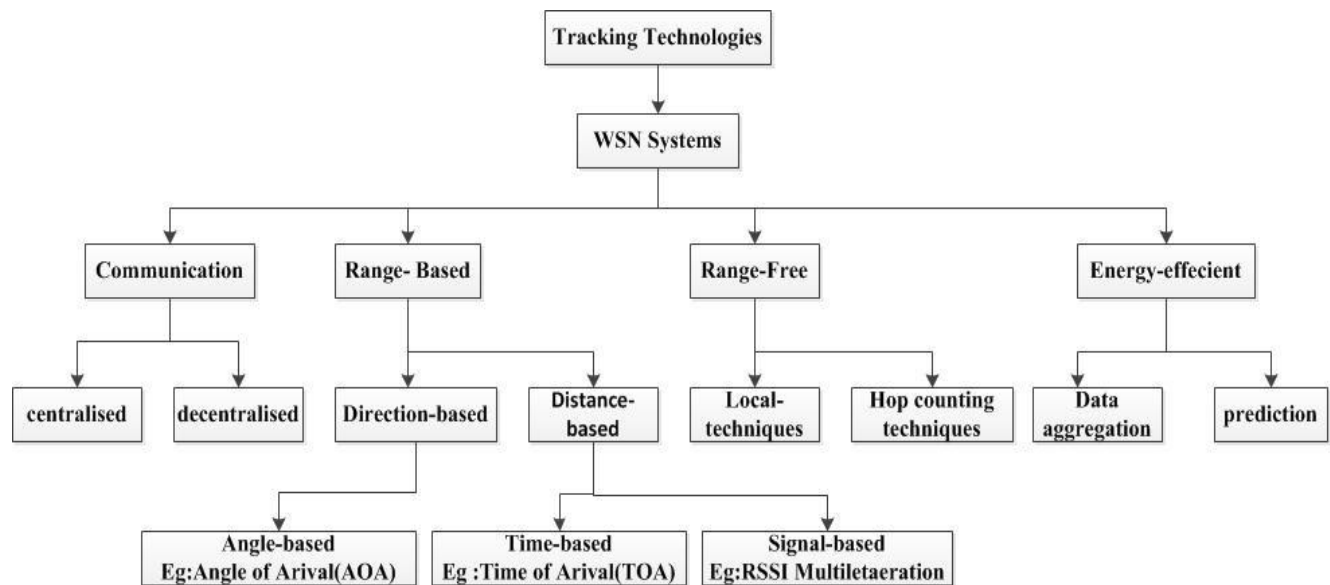 Tracking Technologies
WSN Systems
Communication
Range- Based
Range-Free
Energy-effecient
centralised
decentralised
Direction-based
Distance-
based
Local-
techniques
Hop counting
techniques
Data
aggregation
prediction
Angle-based
Eg:Angle of Arival(AOA)
Time-based
Eg :Time of Arival(TOA)
Signal-based
Eg:RSSI Multiletaeration